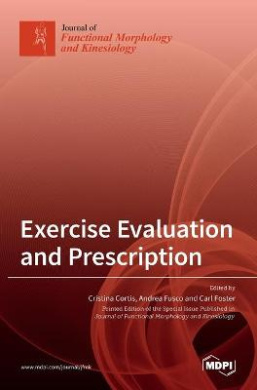 Journal of
Functional Morphology
and Kinesiology
Exercise Evaluation
and Prescription
Edited by
Cristina Cortis, Andrea Fusco and Carl Foster
Printed Edition of the Special Issue Published in
Journal of Functional Morphology and Kinesiology
www.mdpi.com/journal/jfmk
MDPI